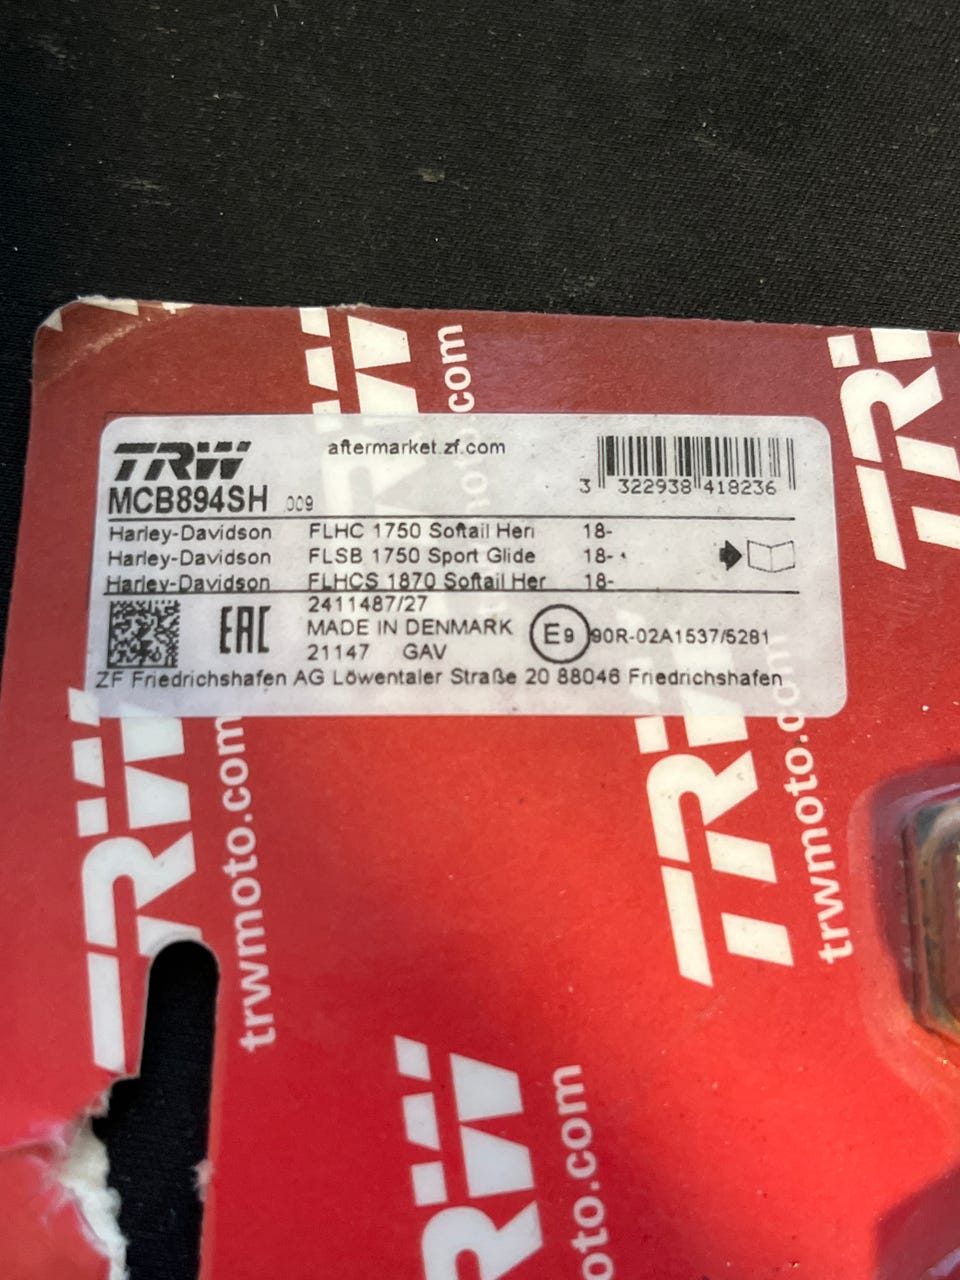 TRW
aftermarket.zf.com
MCB894SH 009
3 322938 418236
Harley-Davidson FLHC 1750 Softail Heri 18-
Harley-Davidson FLSB 1750 Sport Glide 18-
Harley-Davidson FLHCS 1870 Softail Her 18-
EAC
2411487/27
MADE IN DENMARK
21147 GAV
E9 90R-02A1537/5281
ZF Friedrichshafen AG Löwentaler Straße 20 88046 Friedrichshafen
TRW
trwmoto.com
TRW
trwmoto.com
TRW
trwmoto.com
TRW
TRW
oto.com